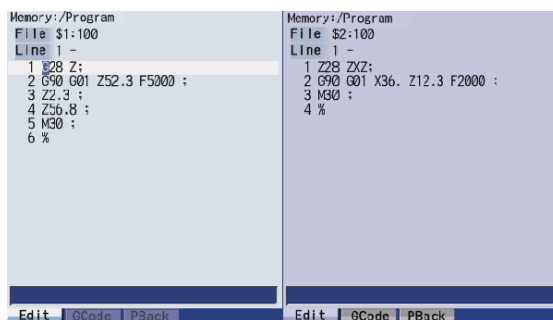 Memory:/Program
File $1:100
Line 1 -
1 G28 Z;
2 G90 G01 Z52.3 F5000 ;
3 Z2.3 ;
4 Z56.8 ;
5 M30 ;
6 %
Edit GCode PBack
Memory:/Program
File $2:100
Line 1 -
1 Z28 ZXZ;
2 G90 G01 X36. Z12.3 F2000 ;
3 M30 ;
4 %
Edit GCode PBack